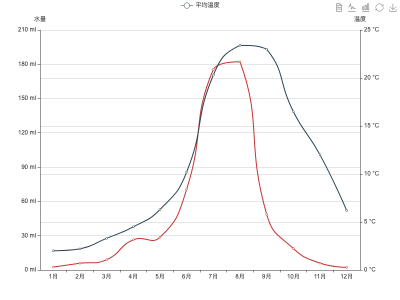 平均温度
水量 温度
210 ml 25 °C
180 ml 20 °C
150 ml 15 °C
120 ml 10 °C
90 ml 5 °C
60 ml 0 °C
30 ml
0 ml
1月 2月 3月 4月 5月 6月 7月 8月 9月 10月 11月 12月